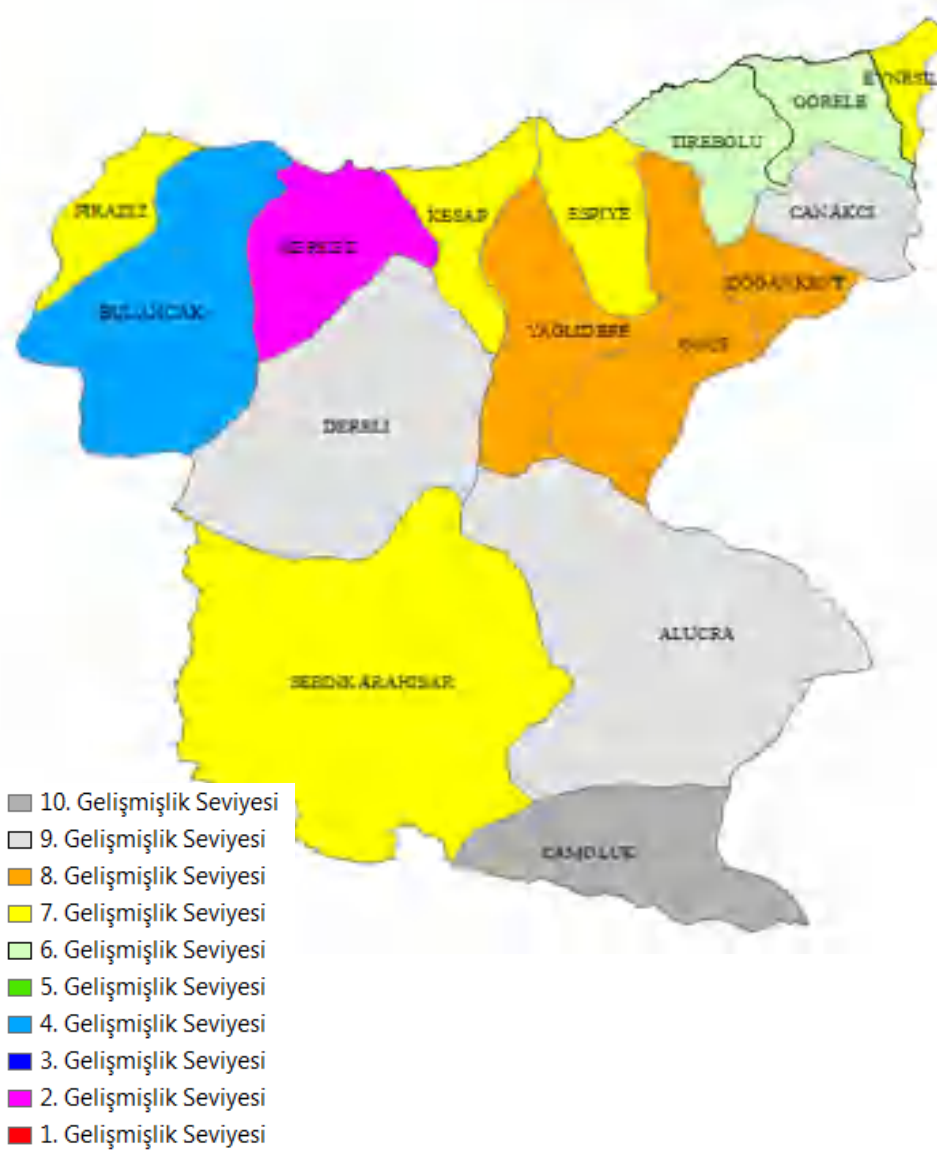 EYNESİL
GÖRELE
TİREBOLU
ÇANAKCI
PİRAZİZ
KEŞAP
ESPİYE
BULANCAK
DOĞANKENT
YAĞLIDERE
DERELİ
ALUCRA
ŞEBİNKARAHİSAR
ÇAMOLUK
10. Gelişmişlik Seviyesi
9. Gelişmişlik Seviyesi
8. Gelişmişlik Seviyesi
7. Gelişmişlik Seviyesi
6. Gelişmişlik Seviyesi
5. Gelişmişlik Seviyesi
4. Gelişmişlik Seviyesi
3. Gelişmişlik Seviyesi
2. Gelişmişlik Seviyesi
1. Gelişmişlik Seviyesi